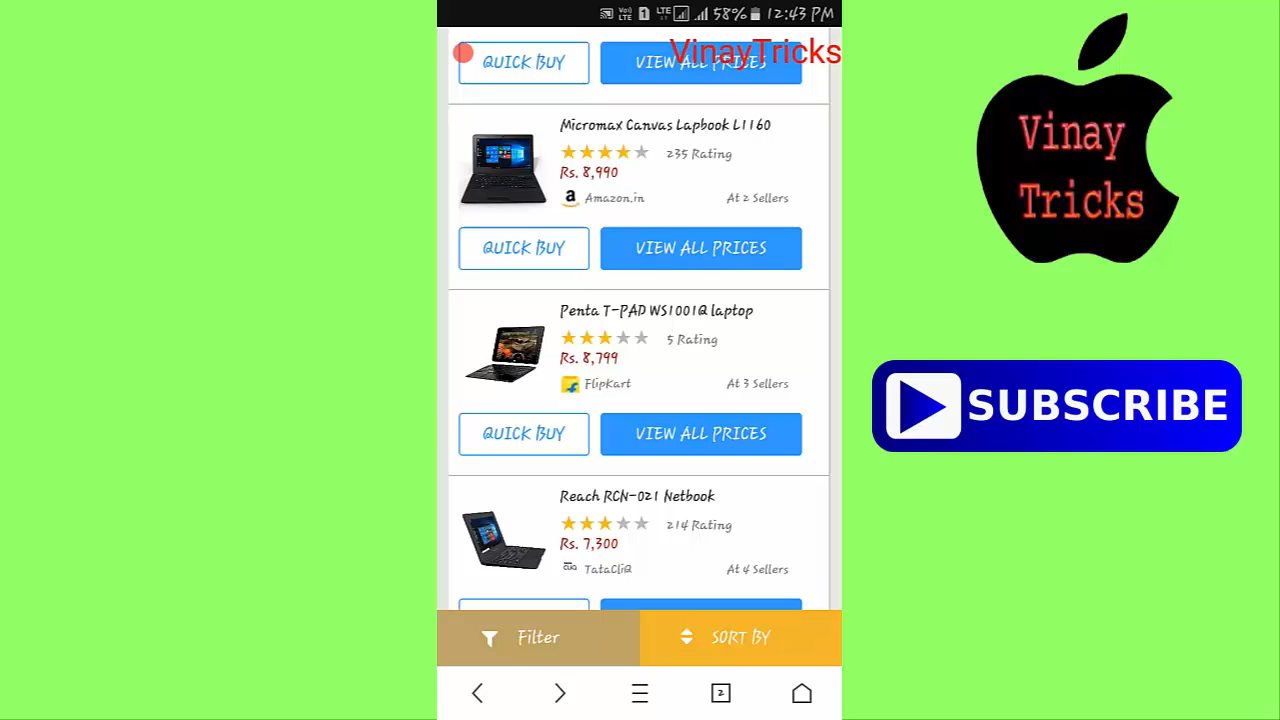 58% 12:43 PM
VinayTricks
QUICK BUY
VIEW ALL PRICES
Micromax Canvas Lapbook L1160
235 Rating
Rs. 8,990
a Amazon.in
At 2 Sellers
QUICK BUY
VIEW ALL PRICES
Penta T-PAD WS1001Q laptop
5 Rating
Rs. 8,799
FlipKart
At 3 Sellers
QUICK BUY
VIEW ALL PRICES
Reach RCN-021 Netbook
214 Rating
Rs. 7,300
TataCliQ
At 4 Sellers
Filter
SORT BY
2
Vinay
Tricks
SUBSCRIBE